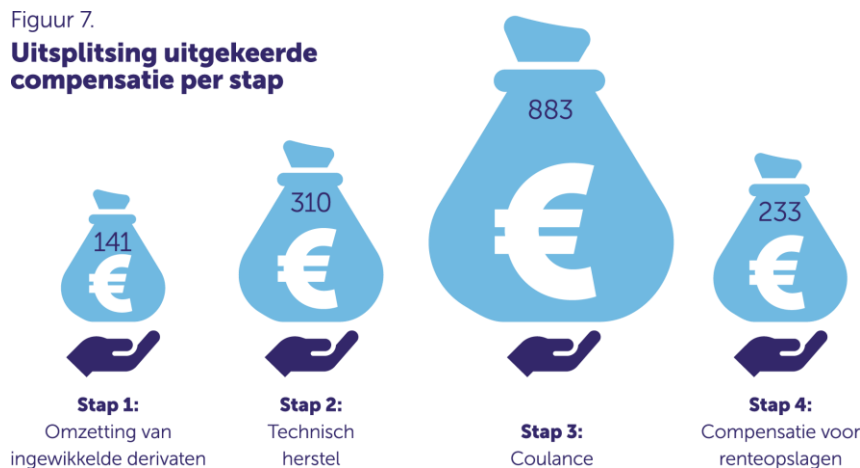 Figuur 7.
Uitsplitsing uitgekeerde
compensatie per stap
141
€
310
€
883
€
233
€
Stap 1:
Omzetting van
ingewikkelde derivaten
Stap 2:
Technisch
herstel
Stap 3:
Coulance
Stap 4:
Compensatie voor
renteopslagen